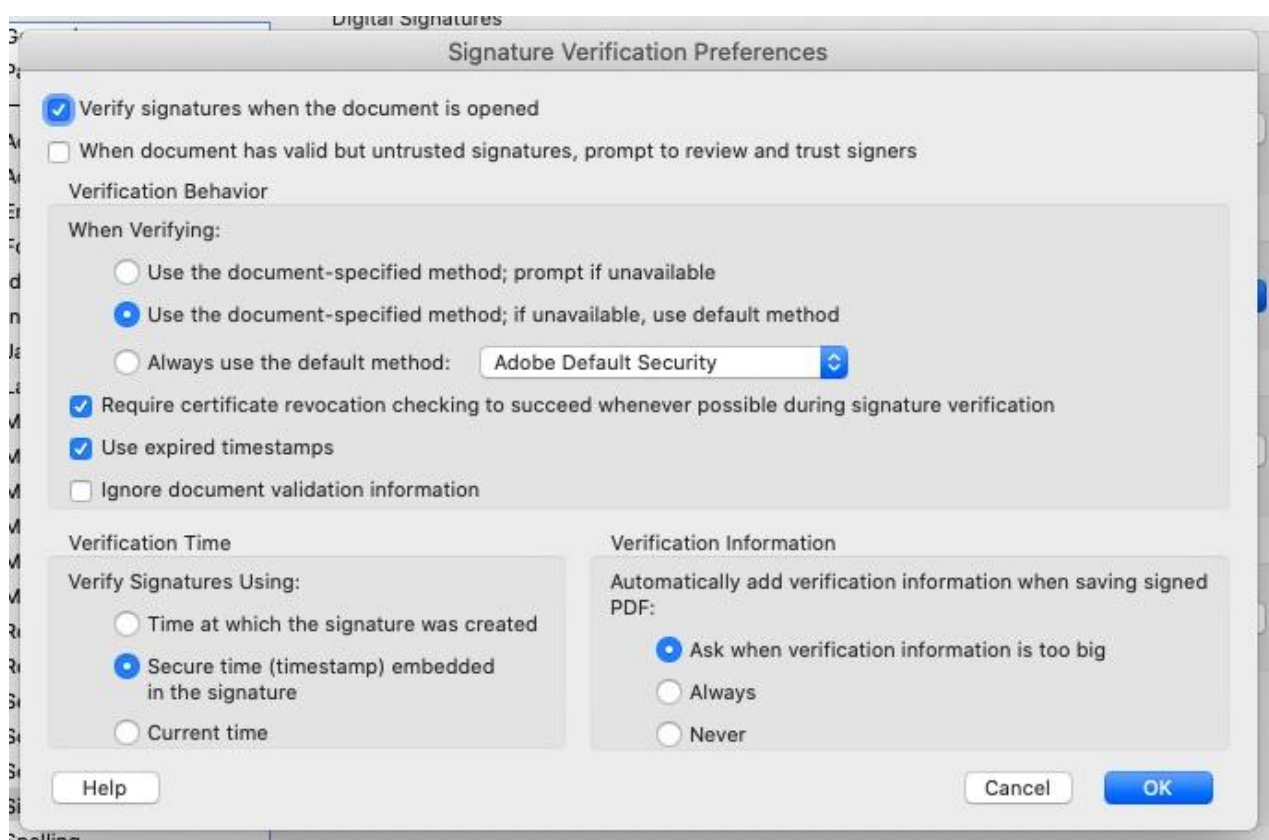 Digital Signatures
Signature Verification Preferences
Verify signatures when the document is opened
When document has valid but untrusted signatures, prompt to review and trust signers
Verification Behavior
When Verifying:
Use the document-specified method; prompt if unavailable
Use the document-specified method; if unavailable, use default method
Always use the default method: Adobe Default Security
Require certificate revocation checking to succeed whenever possible during signature verification
Use expired timestamps
Ignore document validation information
Verification Time
Verify Signatures Using:
Time at which the signature was created
Secure time (timestamp) embedded
in the signature
Current time
Verification Information
Automatically add verification information when saving signed
PDF:
Ask when verification information is too big
Always
Never
Help
Cancel
OK
Spelling